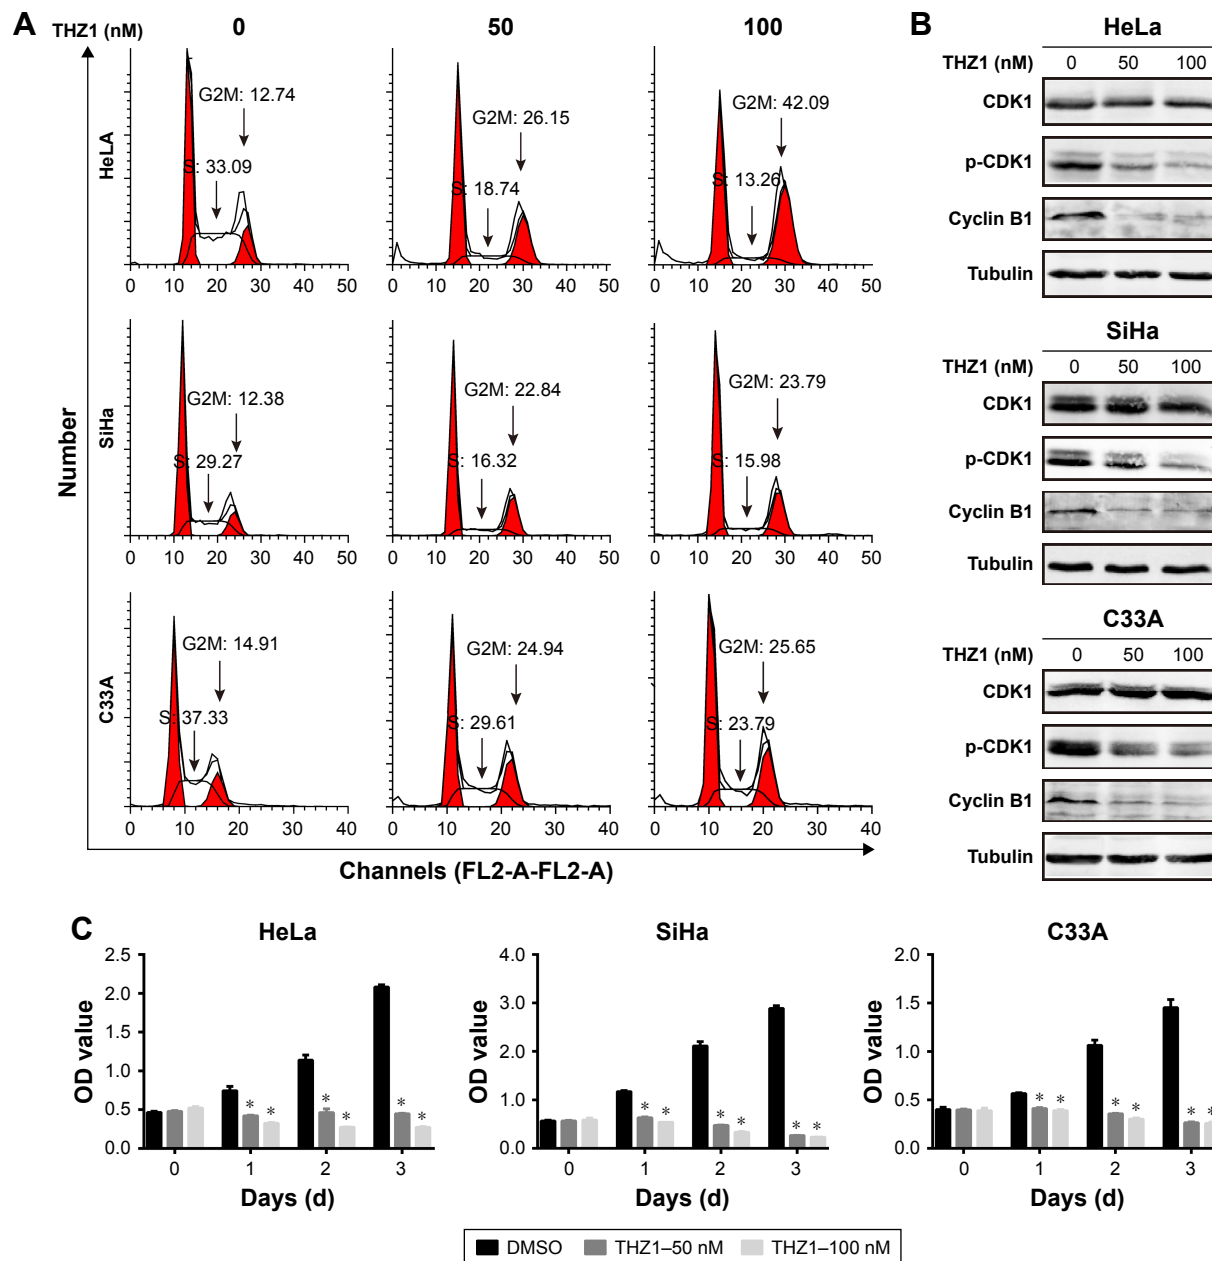 A
THZ1 (nM)
0
50
100
HeLA
G2M: 12.74
S: 33.09
G2M: 26.15
S: 18.74
G2M: 42.09
S: 13.26
0 10 20 30 40 50
0 10 20 30 40 50
0 10 20 30 40 50
SiHa
G2M: 12.38
S: 29.27
G2M: 22.84
S: 16.32
G2M: 23.79
S: 15.98
0 10 20 30 40 50
0 10 20 30 40 50
0 10 20 30 40 50
C33A
G2M: 14.91
S: 37.33
G2M: 24.94
S: 29.61
G2M: 25.65
S: 23.79
0 10 20 30 40
0 10 20 30 40
0 10 20 30 40
Number
Channels (FL2-A-FL2-A)
B
HeLa
THZ1 (nM) 0 50 100
CDK1
p-CDK1
Cyclin B1
Tubulin
SiHa
THZ1 (nM) 0 50 100
CDK1
p-CDK1
Cyclin B1
Tubulin
C33A
THZ1 (nM) 0 50 100
CDK1
p-CDK1
Cyclin B1
Tubulin
C
HeLa
OD value
2.5
2.0
1.5
1.0
0.5
0.0
* * * * * *
0 1 2 3
Days (d)
SiHa
OD value
4.0
3.0
2.0
1.0
0.0
* * * * * *
0 1 2 3
Days (d)
C33A
OD value
2.0
1.5
1.0
0.5
0.0
* * * * * *
0 1 2 3
Days (d)
DMSO THZ1–50 nM THZ1–100 nM